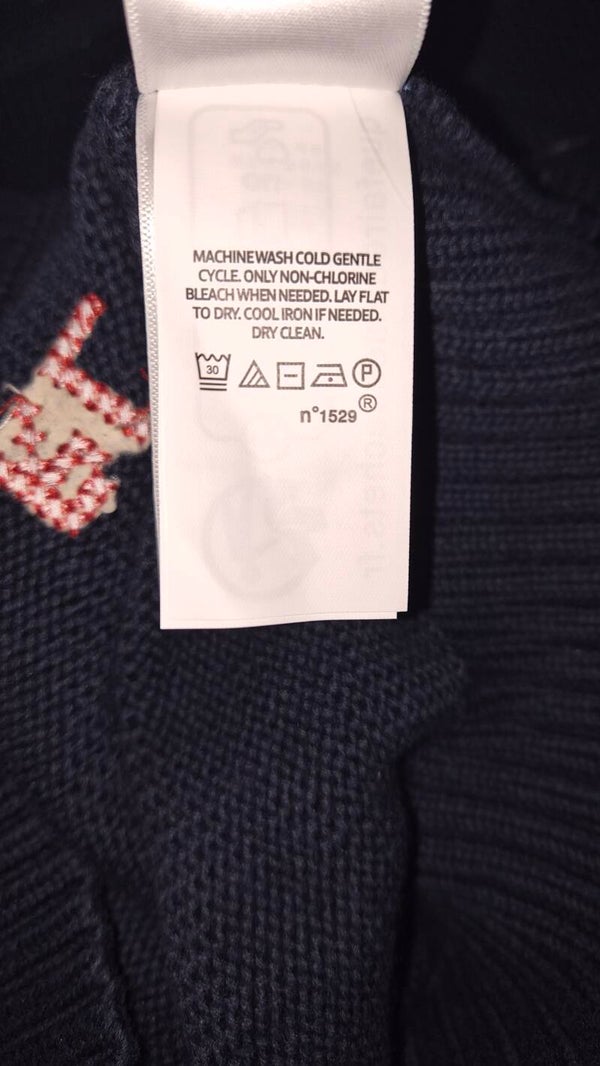 MACHINE WASH COLD GENTLE
CYCLE. ONLY NON-CHLORINE
BLEACH WHEN NEEDED. LAY FLAT
TO DRY. COOL IRON IF NEEDED.
DRY CLEAN.
30 P
n°1529®